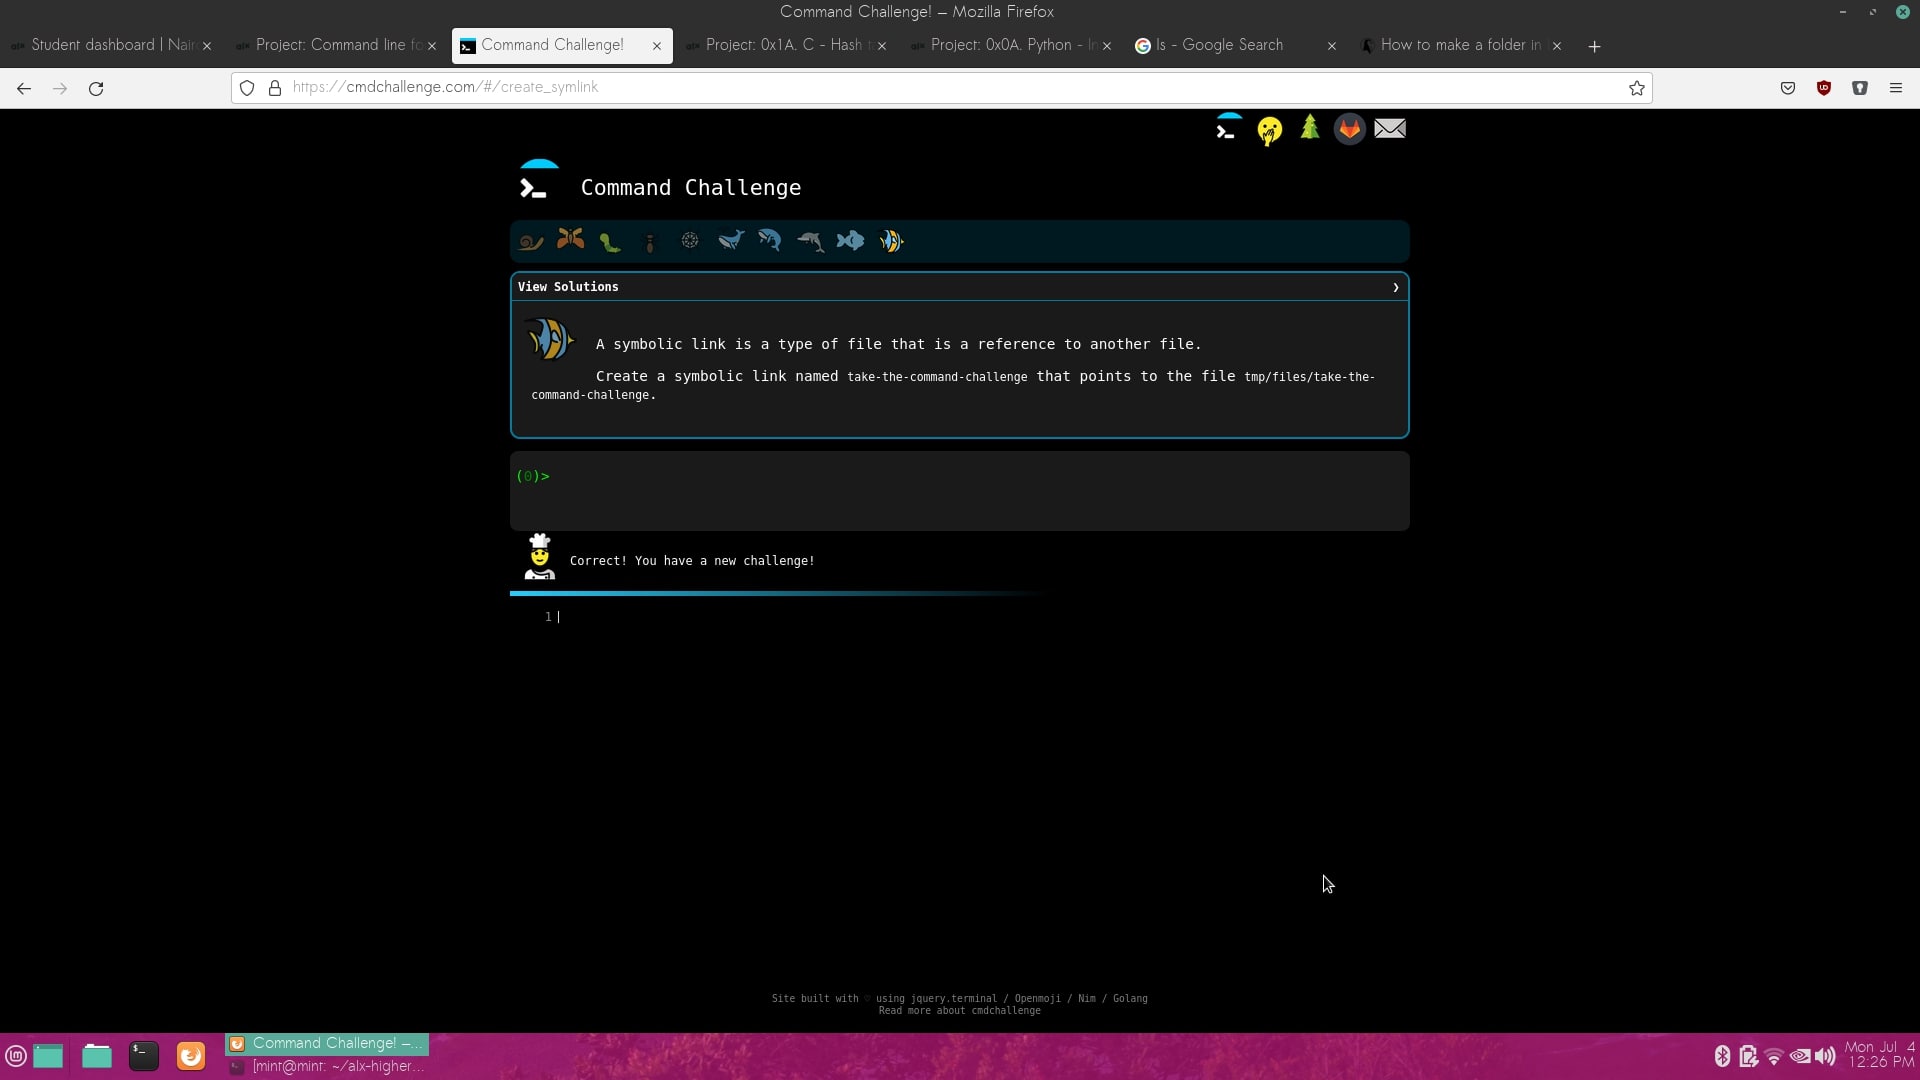 Command Challenge! — Mozilla Firefox
Student dashboard | Nair
Project: Command line fo
Command Challenge!
Project: 0x1A. C - Hash t
Project: 0x0A. Python - In
ls - Google Search
How to make a folder in
https://cmdchallenge.com/#/create_symlink
Command Challenge
View Solutions
A symbolic link is a type of file that is a reference to another file.
Create a symbolic link named take-the-command-challenge that points to the file tmp/files/take-the-
command-challenge.
(0)>
Correct! You have a new challenge!
1
Site built with ♡ using jquery.terminal / Openmoji / Nim / Golang
Read more about cmdchallenge
Command Challenge! —...
[mint@mint: ~/alx-higher...
Mon Jul 4
12:26 PM